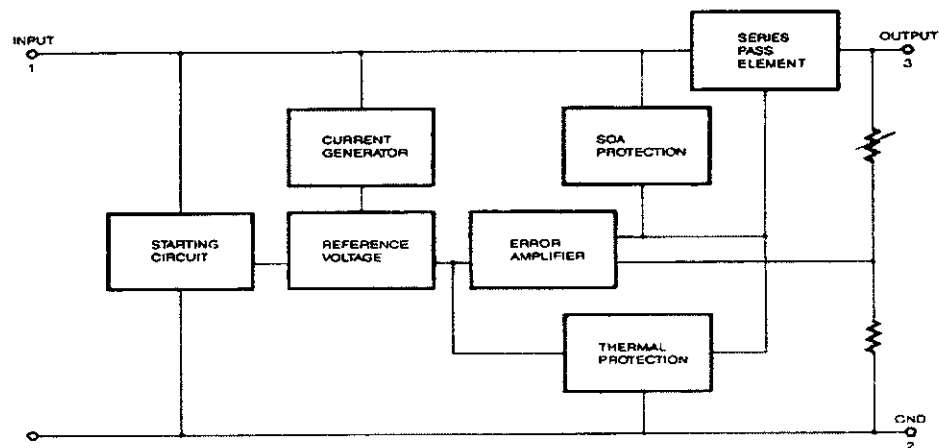 SERIES
PASS
ELEMENT
INPUT
1
OUTPUT
3
CURRENT
GENERATOR
SOA
PROTECTION
STARTING
CIRCUIT
REFERENCE
VOLTAGE
ERROR
AMPLIFIER
THERMAL
PROTECTION
GND
2